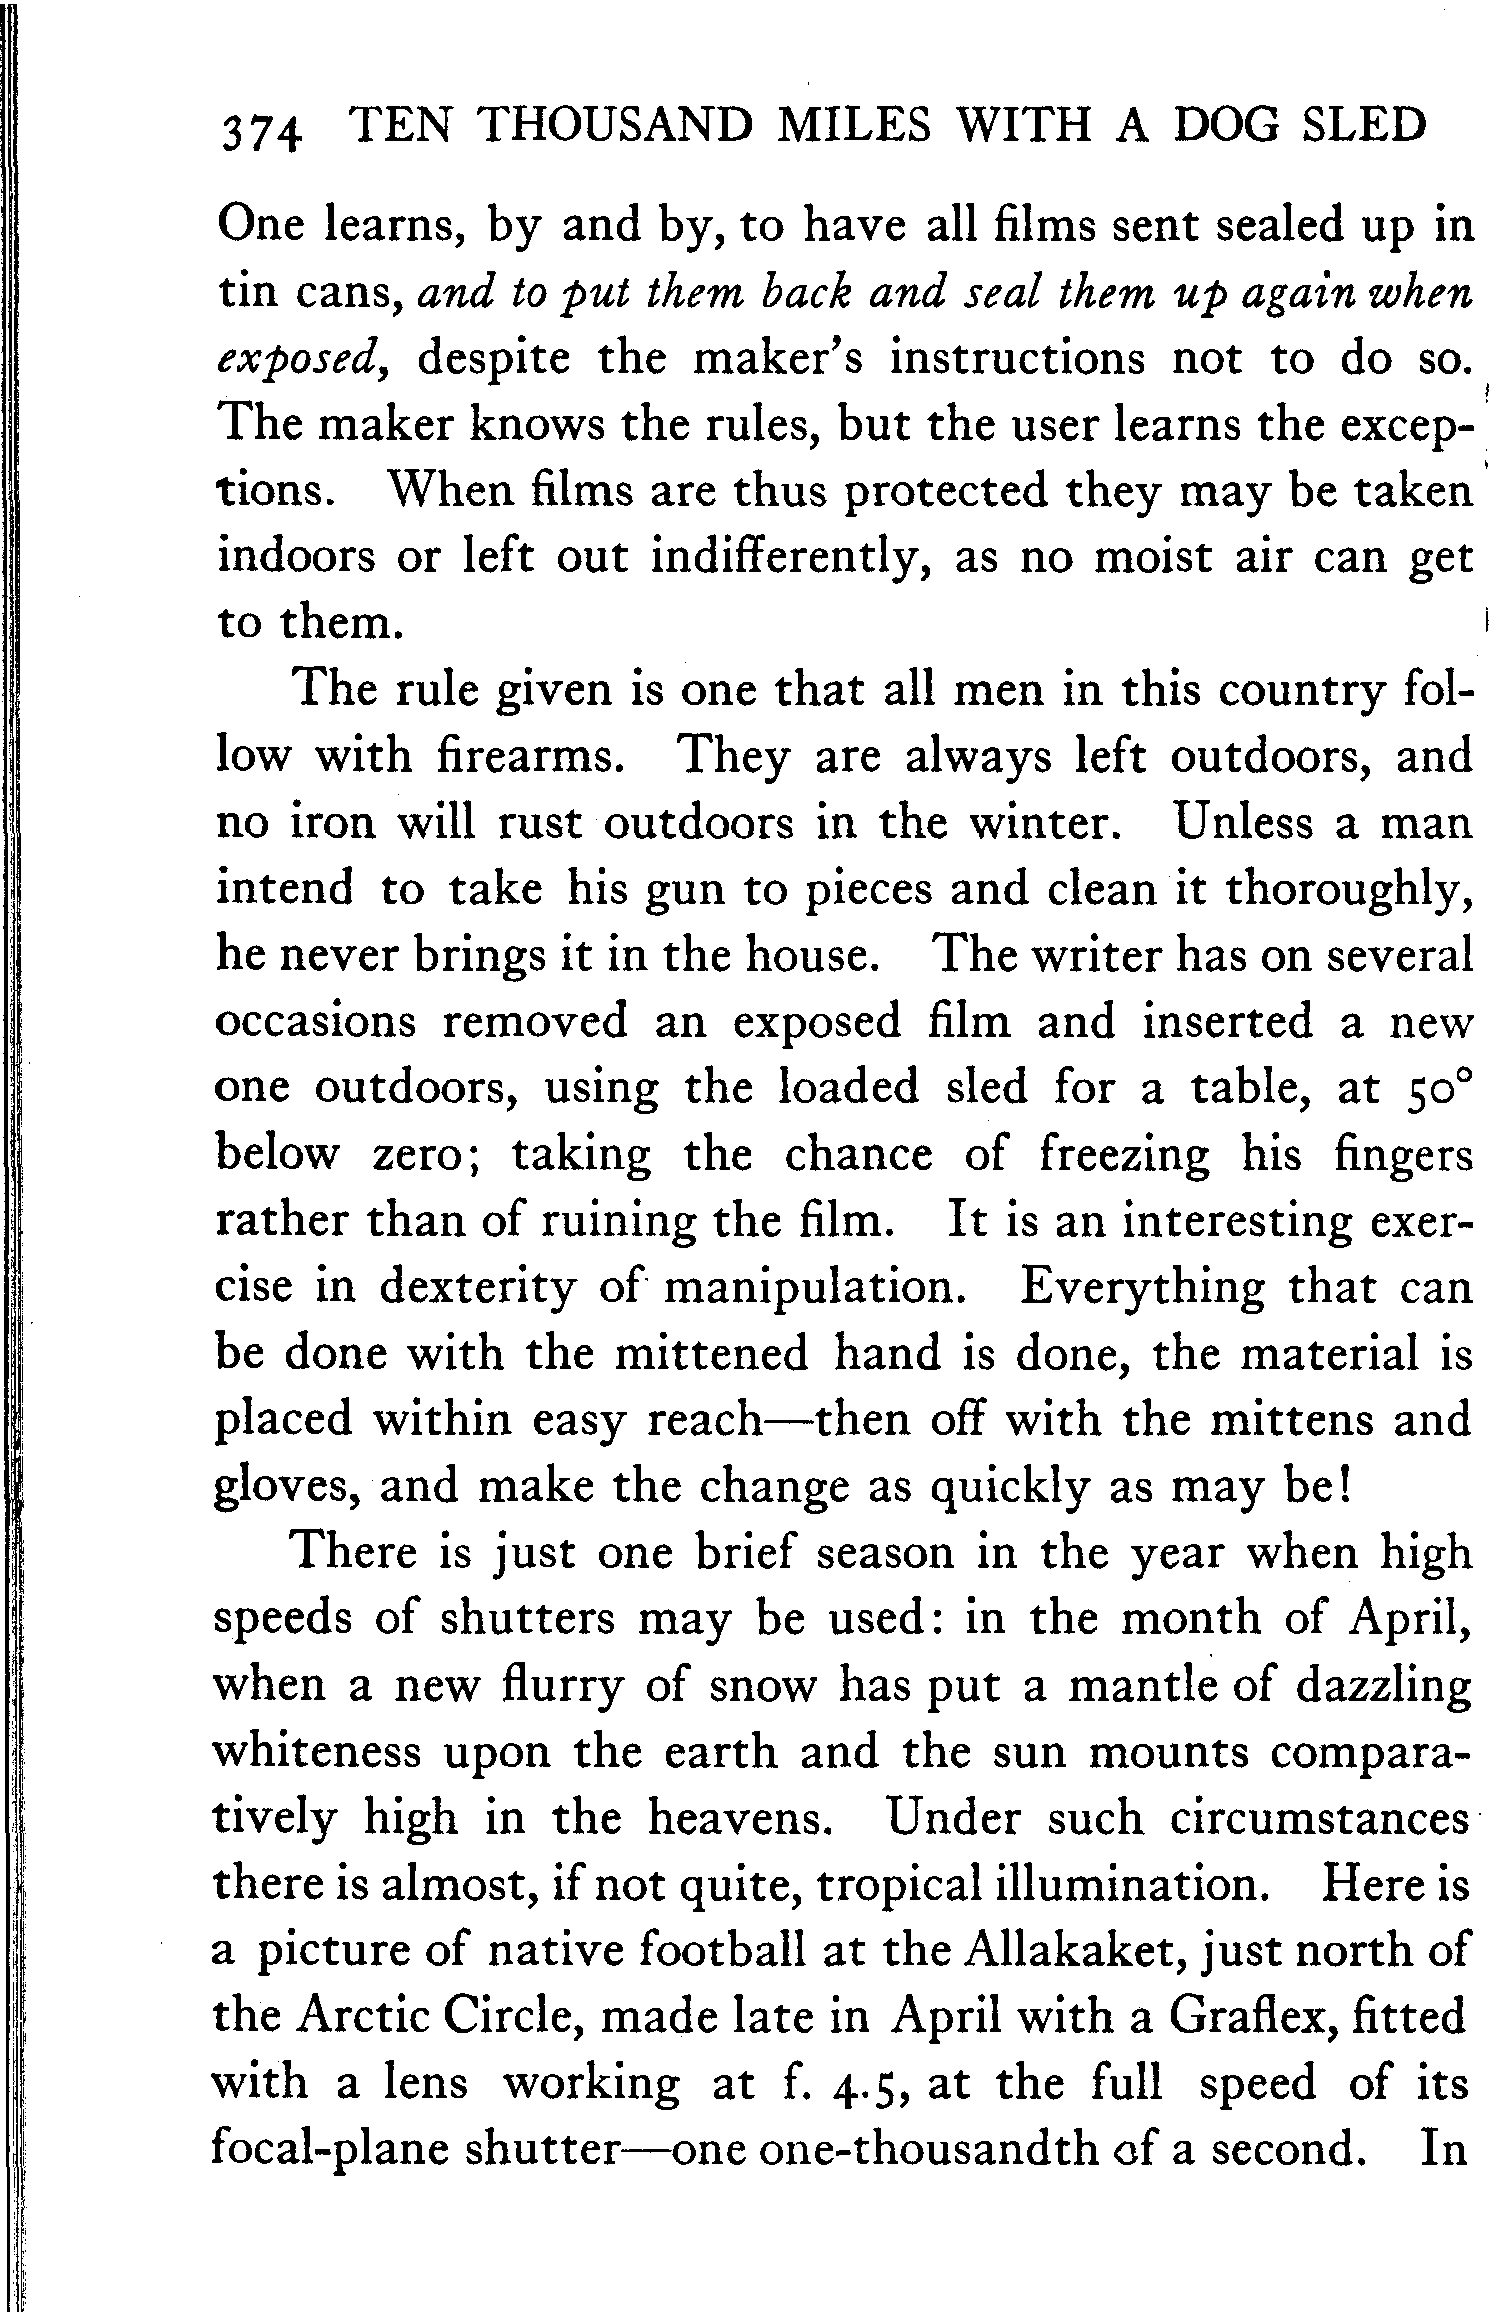 374 TEN THOUSAND MILES WITH A DOG SLED
One learns, by and by, to have all films sent sealed up in
tin cans, and to put them back and seal them up again when
exposed, despite the maker's instructions not to do so.
The maker knows the rules, but the user learns the excep-
tions. When films are thus protected they may be taken
indoors or left out indifferently, as no moist air can get
to them.
The rule given is one that all men in this country fol-
low with firearms. They are always left outdoors, and
no iron will rust outdoors in the winter. Unless a man
intend to take his gun to pieces and clean it thoroughly,
he never brings it in the house. The writer has on several
occasions removed an exposed film and inserted a new
one outdoors, using the loaded sled for a table, at 50°
below zero; taking the chance of freezing his fingers
rather than of ruining the film. It is an interesting exer-
cise in dexterity of manipulation. Everything that can
be done with the mittened hand is done, the material is
placed within easy reach—then off with the mittens and
gloves, and make the change as quickly as may be!
There is just one brief season in the year when high
speeds of shutters may be used: in the month of April,
when a new flurry of snow has put a mantle of dazzling
whiteness upon the earth and the sun mounts compara-
tively high in the heavens. Under such circumstances
there is almost, if not quite, tropical illumination. Here is
a picture of native football at the Allakaket, just north of
the Arctic Circle, made late in April with a Graflex, fitted
with a lens working at f. 4.5, at the full speed of its
focal-plane shutter—one one-thousandth of a second. In